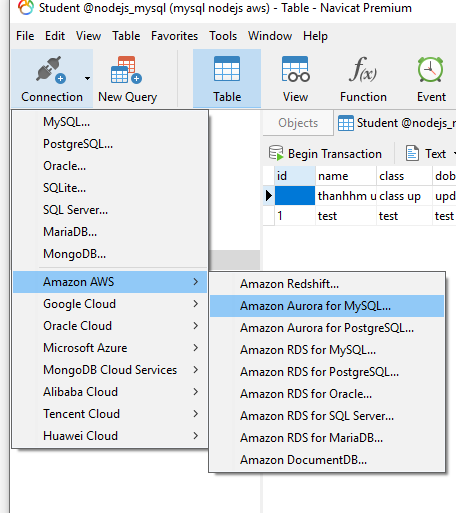 Student @nodejs_mysql (mysql nodejs aws) - Table - Navicat Premium
File Edit View Table Favorites Tools Window Help
Connection New Query Table View Function Event
f(x)
MySQL...
PostgreSQL...
Oracle...
SQLite...
SQL Server...
MariaDB...
MongoDB...
Amazon AWS
Google Cloud
Oracle Cloud
Microsoft Azure
MongoDB Cloud Services
Alibaba Cloud
Tencent Cloud
Huawei Cloud
Amazon Redshift...
Amazon Aurora for MySQL...
Amazon Aurora for PostgreSQL...
Amazon RDS for MySQL...
Amazon RDS for PostgreSQL...
Amazon RDS for Oracle...
Amazon RDS for SQL Server...
Amazon RDS for MariaDB...
Amazon DocumentDB...
Objects Student @nodejs_m
Begin Transaction Text
id name class dob
thanhhm u class up upd
1 test test test